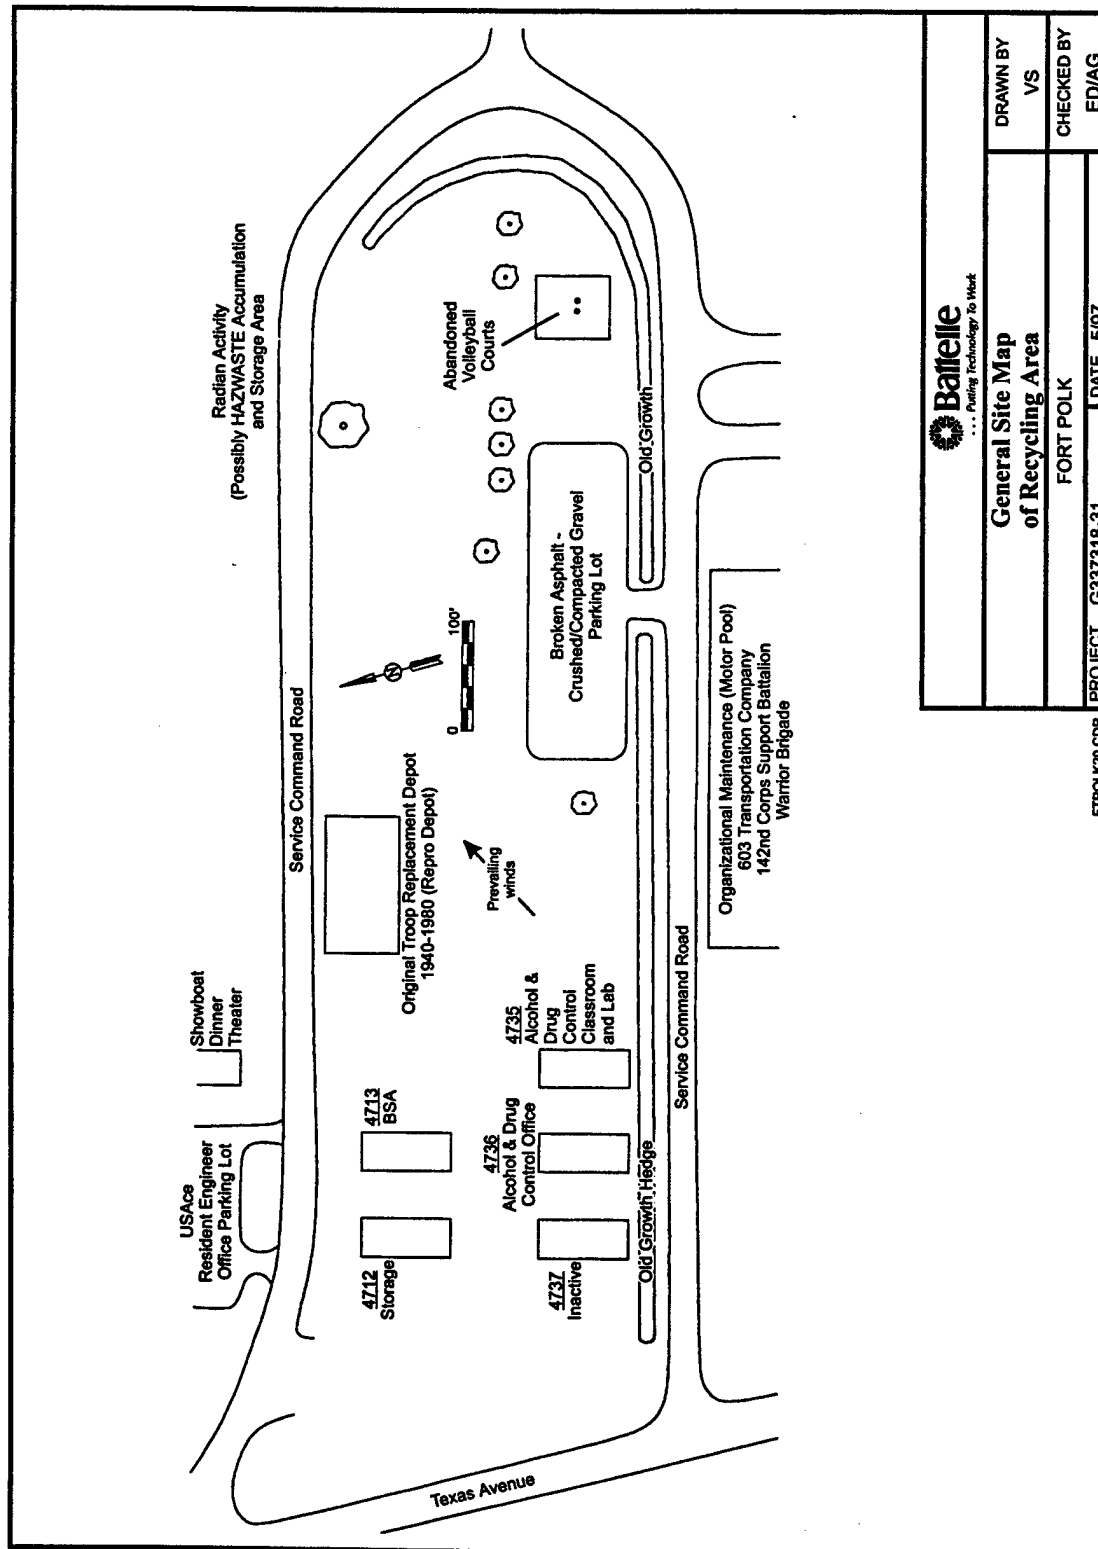 Radian Activity
(Possibly HAZWASTE Accumulation
and Storage Area
Service Command Road
USAce
Resident Engineer
Office Parking Lot
Showboat
Dinner
Theater
4712
Storage
4713
BSA
Original Troop Replacement Depot
1940-1980 (Repro Depot)
N
0
100'
Prevailing
winds
Abandoned
Volleyball
Courts
4737
Inactive
4736
Alcohol & Drug
Control Office
4735
Alcohol &
Drug
Control
Classroom
and Lab
Broken Asphalt -
Crushed/Compacted Gravel
Parking Lot
Old Growth Hedge
Old Growth
Texas Avenue
Service Command Road
Organizational Maintenance (Motor Pool)
603 Transportation Company
142nd Corps Support Battalion
Warrior Brigade
Battelle
. . . Putting Technology To Work
General Site Map
of Recycling Area
DRAWN BY
VS
FORT POLK
CHECKED BY
ED/AG
PROJECT G337318-31
DATE 5/97